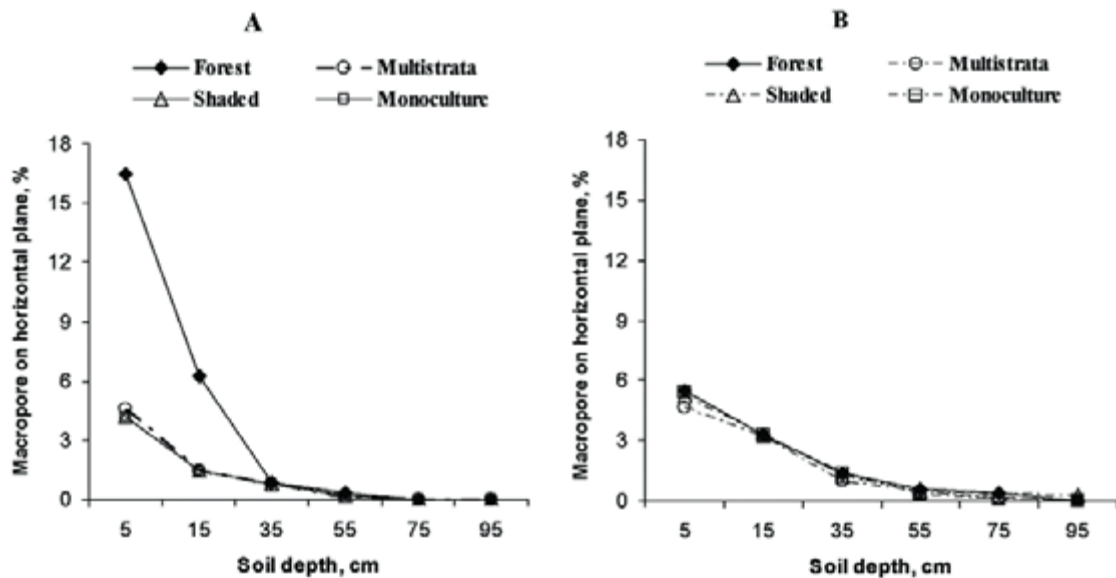 A
Forest Multistrata
Shaded Monoculture
Macropore on horizontal plane, %
18
15
12
9
6
3
0
5 15 35 55 75 95
Soil depth, cm
B
Forest Multistrata
Shaded Monoculture
Macropore on horizontal plane, %
18
15
12
9
6
3
0
5 15 35 55 75 95
Soil depth, cm